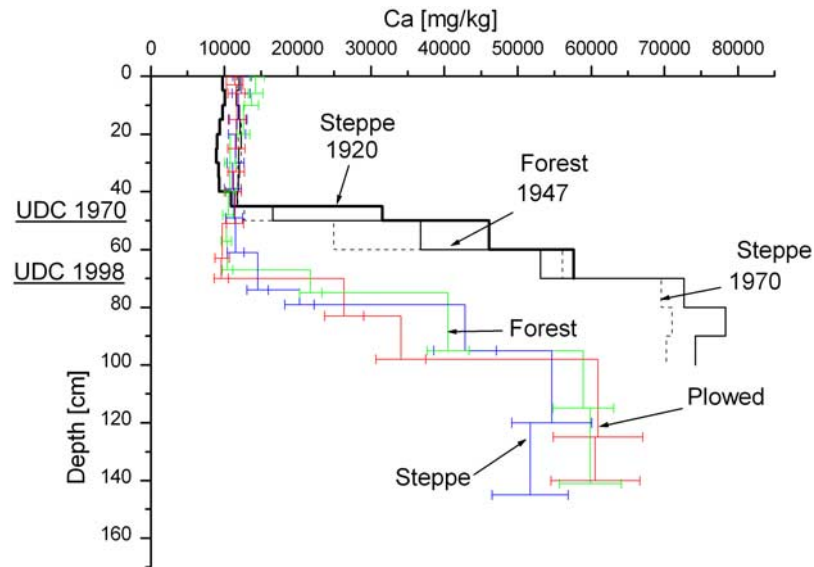 Ca [mg/kg]
0 10000 20000 30000 40000 50000 60000 70000 80000
0
20
40
60
80
100
120
140
160
Depth [cm]
UDC 1970
UDC 1998
Steppe
1920
Forest
1947
Steppe
1970
Forest
Plowed
Steppe